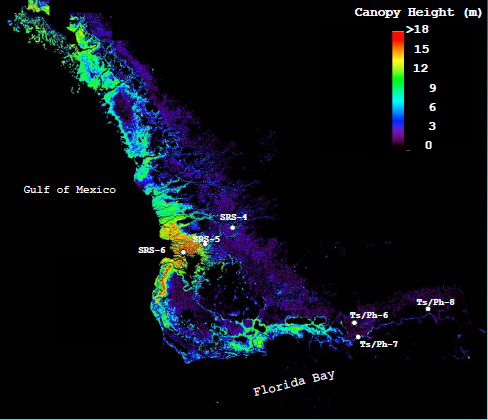 Canopy Height (m)
>18
15
12
9
6
3
0
Gulf of Mexico
SRS-4
SRS-5
SRS-6
Ts/Ph-8
Ts/Ph-6
Ts/Ph-7
Florida Bay